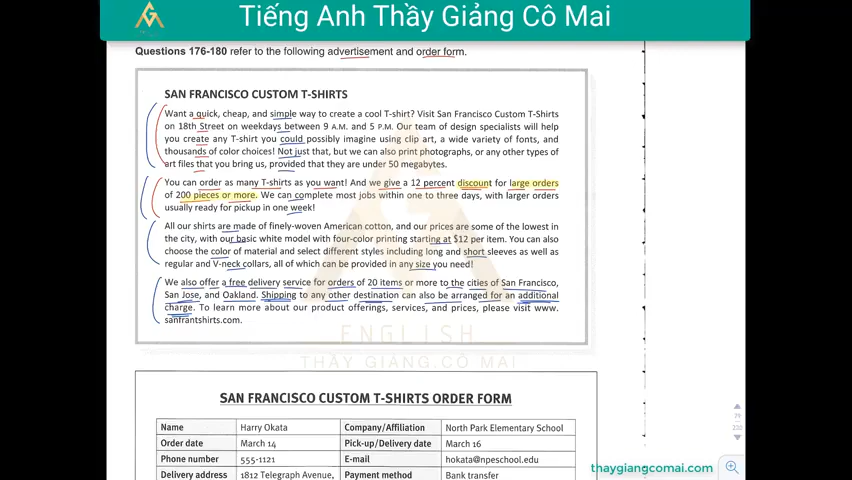 Tiếng Anh Thầy Giảng Cô Mai
Questions 176-180 refer to the following advertisement and order form.
SAN FRANCISCO CUSTOM T-SHIRTS
Want a quick, cheap, and simple way to create a cool T-shirt? Visit San Francisco Custom T-Shirts
on 18th Street on weekdays between 9 A.M. and 5 P.M. Our team of design specialists will help
you create any T-shirt you could possibly imagine using clip art, a wide variety of fonts, and
thousands of color choices! Not just that, but we can also print photographs, or any other types of
art files that you bring us, provided that they are under 50 megabytes.
You can order as many T-shirts as you want! And we give a 12 percent discount for large orders
of 200 pieces or more. We can complete most jobs within one to three days, with larger orders
usually ready for pickup in one week!
All our shirts are made of finely-woven American cotton, and our prices are some of the lowest in
the city, with our basic white model with four-color printing starting at $12 per item. You can also
choose the color of material and select different styles including long and short sleeves as well as
regular and V-neck collars, all of which can be provided in any size you need!
We also offer a free delivery service for orders of 20 items or more to the cities of San Francisco,
San Jose, and Oakland. Shipping to any other destination can also be arranged for an additional
charge. To learn more about our product offerings, services, and prices, please visit www.
sanfrantshirts.com.
ENGLISH
THẦY GIẢNG.CÔ MAI
SAN FRANCISCO CUSTOM T-SHIRTS ORDER FORM
Name Harry Okata Company/Affiliation North Park Elementary School
Order date March 14 Pick-up/Delivery date March 16
Phone number 555-1121 E-mail hokata@npeschool.edu
Delivery address 1812 Telegraph Avenue, Payment method Bank transfer
thaygiangcomai.com